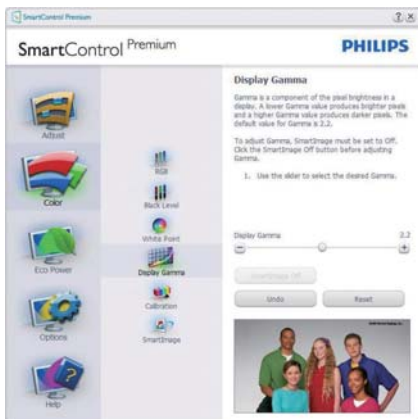 SmartControl Premium
? ×
SmartControl Premium
PHILIPS
Adjust
Color
Eco Power
Options
Help
RGB
Black Level
White Point
Display Gamma
Calibration
SmartImage
Display Gamma
Gamma is a component of the pixel brightness in a
display. A lower Gamma value produces brighter pixels
and a higher Gamma value produces darker pixels. The
default value for Gamma is 2.2.
To adjust Gamma, SmartImage must be set to Off.
Click the SmartImage Off button before adjusting
Gamma.
1. Use the slider to select the desired Gamma.
Display Gamma 2.2
SmartImage Off
Undo Reset